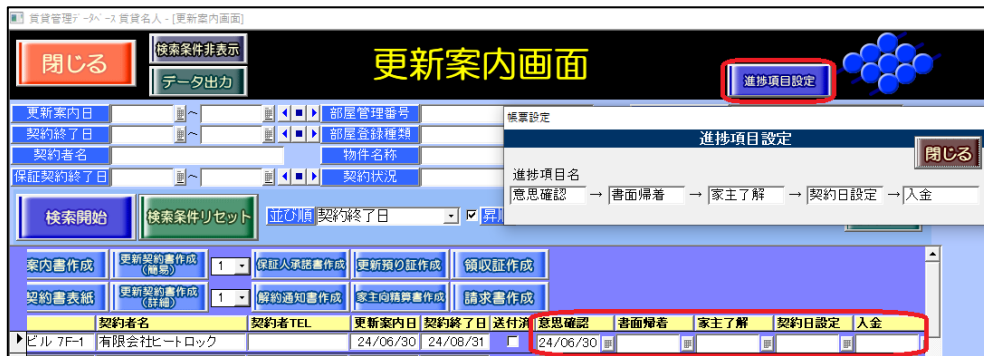 賃貸管理データベース 賃貸名人 - [更新案内画面]
閉じる
検索条件非表示
データ出力
更新案内画面
進捗項目設定
更新案内日 ~ 部屋管理番号
契約終了日 ~ 部屋登録種類
契約者名 物件名称
保証契約終了日 ~ 契約状況
帳票設定
進捗項目設定
閉じる
進捗項目名
意思確認 → 書面帰着 → 家主了解 → 契約日設定 → 入金
検索開始 検索条件リセット 並び順 契約終了日
案内書作成 更新契約書作成(簡易) 1 保証人承諾書作成 更新預り証作成 領収証作成
契約書表紙 更新契約書作成(詳細) 1 解約通知書作成 家主向精算書作成 請求書作成
契約者名 契約者TEL 更新案内日 契約終了日 送付済 意思確認 書面帰着 家主了解 契約日設定 入金
ビル 7F-1 有限会社ヒートロック 24/06/30 24/08/31 24/06/30